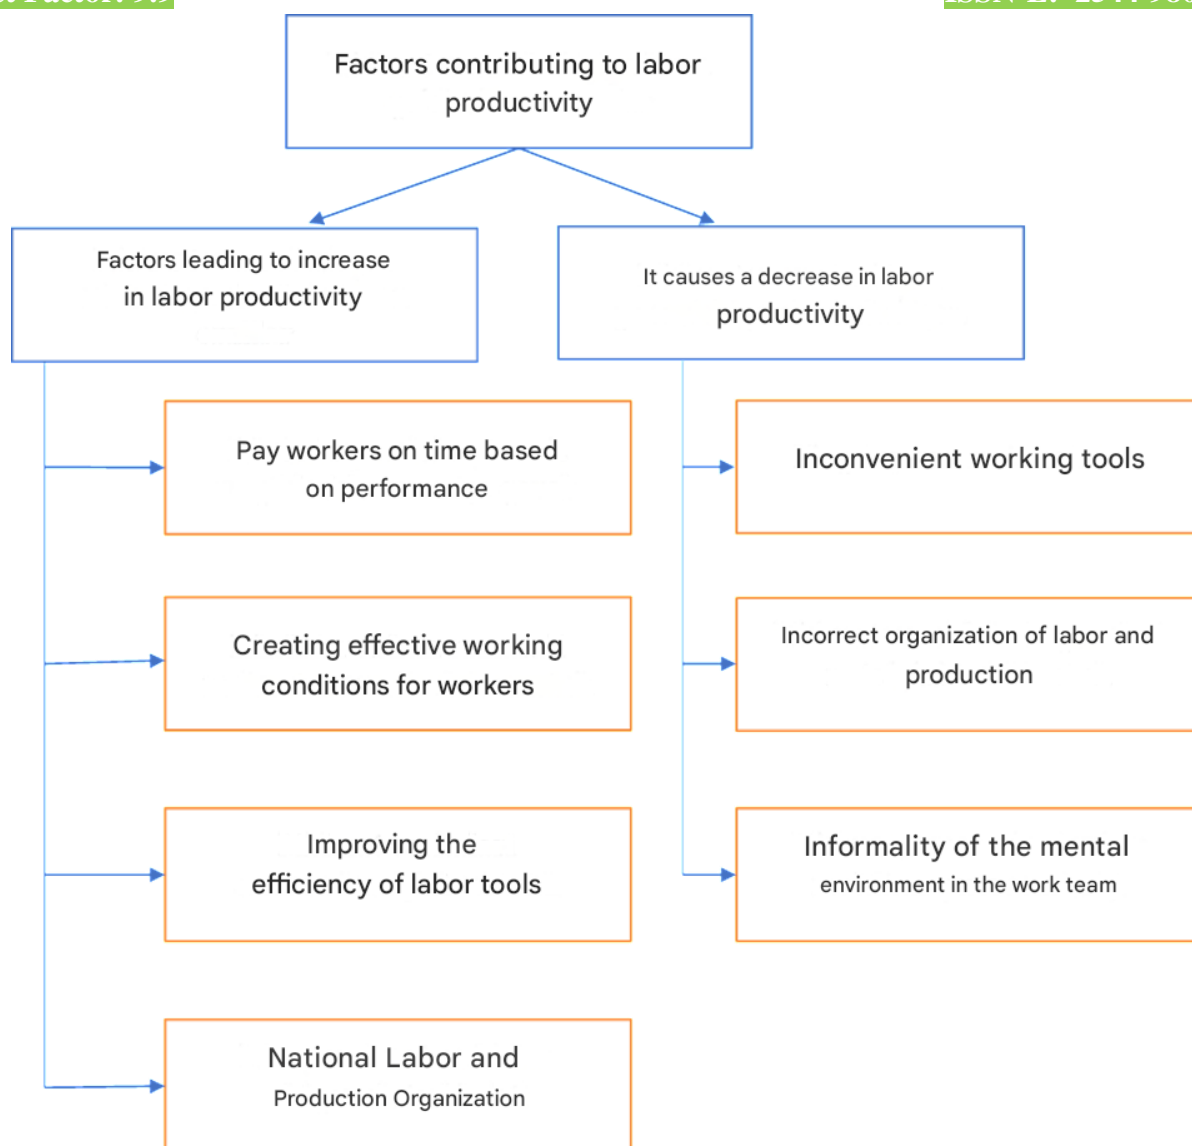 Factors contributing to labor
productivity
Factors leading to increase
in labor productivity
It causes a decrease in labor
productivity
Pay workers on time based
on performance
Inconvenient working tools
Creating effective working
conditions for workers
Incorrect organization of labor and
production
Improving the
efficiency of labor tools
Informality of the mental
environment in the work team
National Labor and
Production Organization